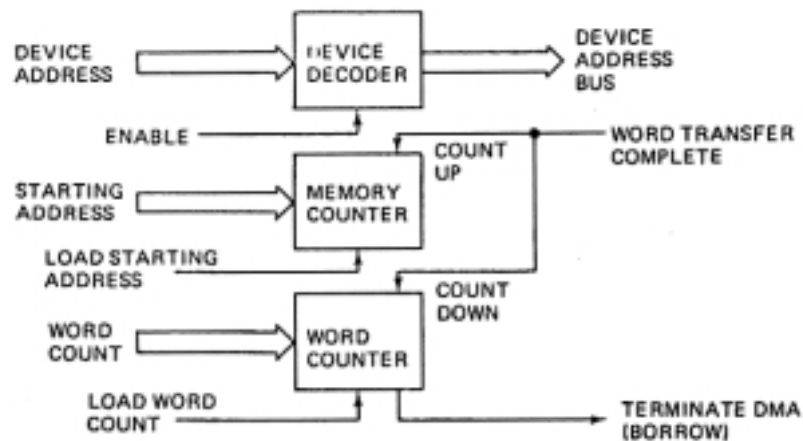 DEVICE
ADDRESS
DEVICE
DECODER
DEVICE
ADDRESS
BUS
ENABLE
COUNT
UP
WORD TRANSFER
COMPLETE
STARTING
ADDRESS
MEMORY
COUNTER
LOAD STARTING
ADDRESS
COUNT
DOWN
WORD
COUNT
WORD
COUNTER
LOAD WORD
COUNT
TERMINATE DMA
(BORROW)